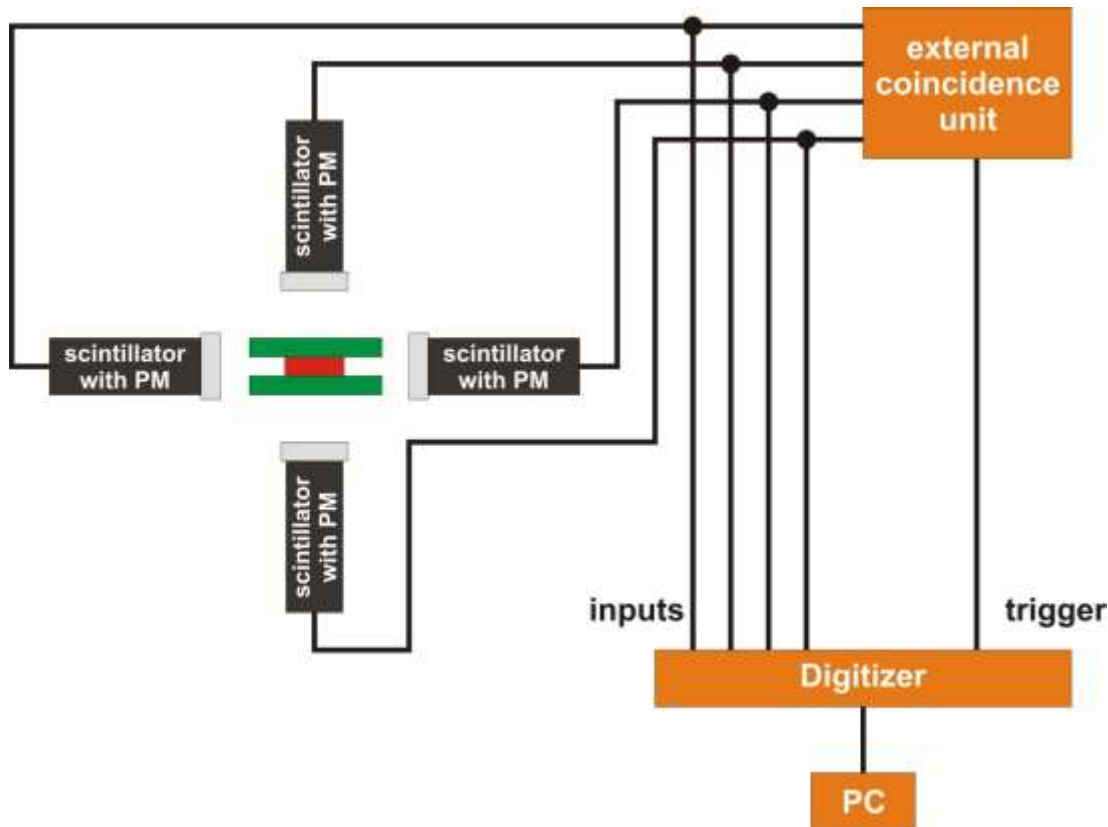 external
coincidence
unit
scintillator
with PM
scintillator
with PM
scintillator
with PM
scintillator
with PM
inputs
trigger
Digitizer
PC